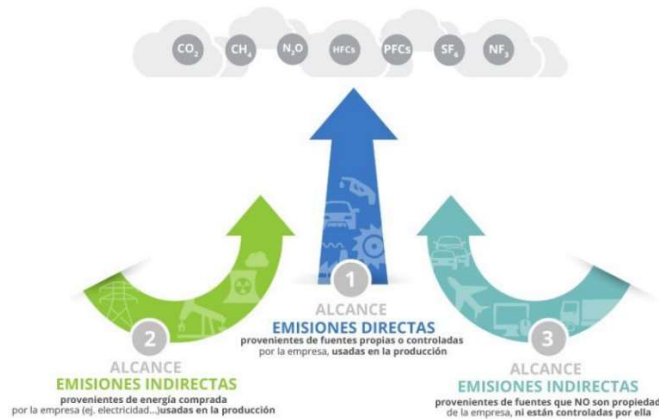 CO₂ CH₄ N₂O HFCs PFCs SF₆ NF₃
1
ALCANCE
EMISIONES DIRECTAS
provenientes de fuentes propias o controladas
por la empresa, usadas en la producción
2
ALCANCE
EMISIONES INDIRECTAS
provenientes de energía comprada
por la empresa (ej. electricidad...)usadas en la producción
3
ALCANCE
EMISIONES INDIRECTAS
provenientes de fuentes que NO son propiedad
de la empresa, ni están controladas por ella